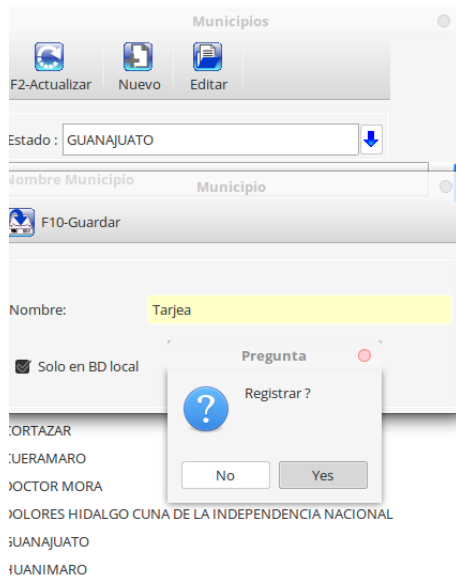 Municipios
F2-Actualizar Nuevo Editar
Estado : GUANAJUATO
Nombre Municipio
Municipio
F10-Guardar
Nombre: Tarjea
Solo en BD local
Pregunta
Registrar ?
No Yes
CORTAZAR
CUERAMARO
DOCTOR MORA
DOLORES HIDALGO CUNA DE LA INDEPENDENCIA NACIONAL
GUANAJUATO
HUANIMARO